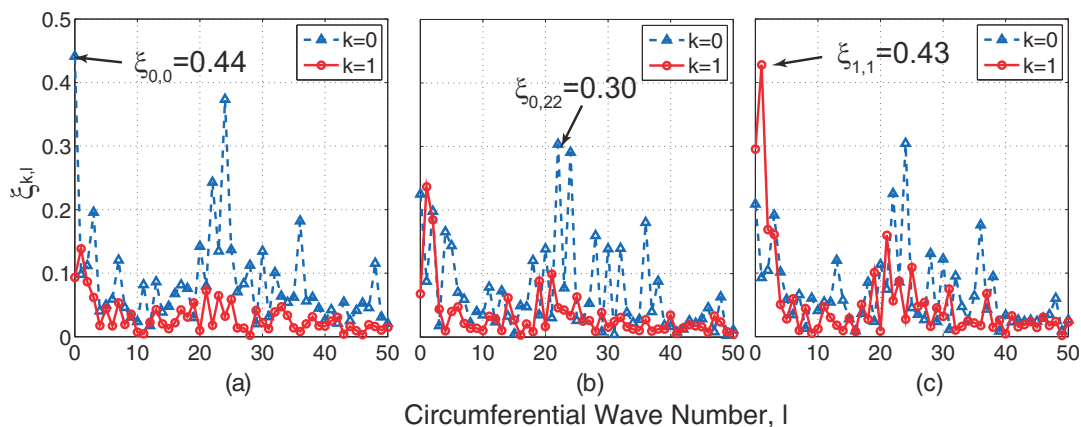 0.5
0.4
0.3
0.2
0.1
0
ξk,l
k=0
k=1
ξ0,0=0.44
0 10 20 30 40 50
(a)
k=0
k=1
ξ0,22=0.30
0 10 20 30 40 50
(b)
k=0
k=1
ξ1,1=0.43
0 10 20 30 40 50
(c)
Circumferential Wave Number, l